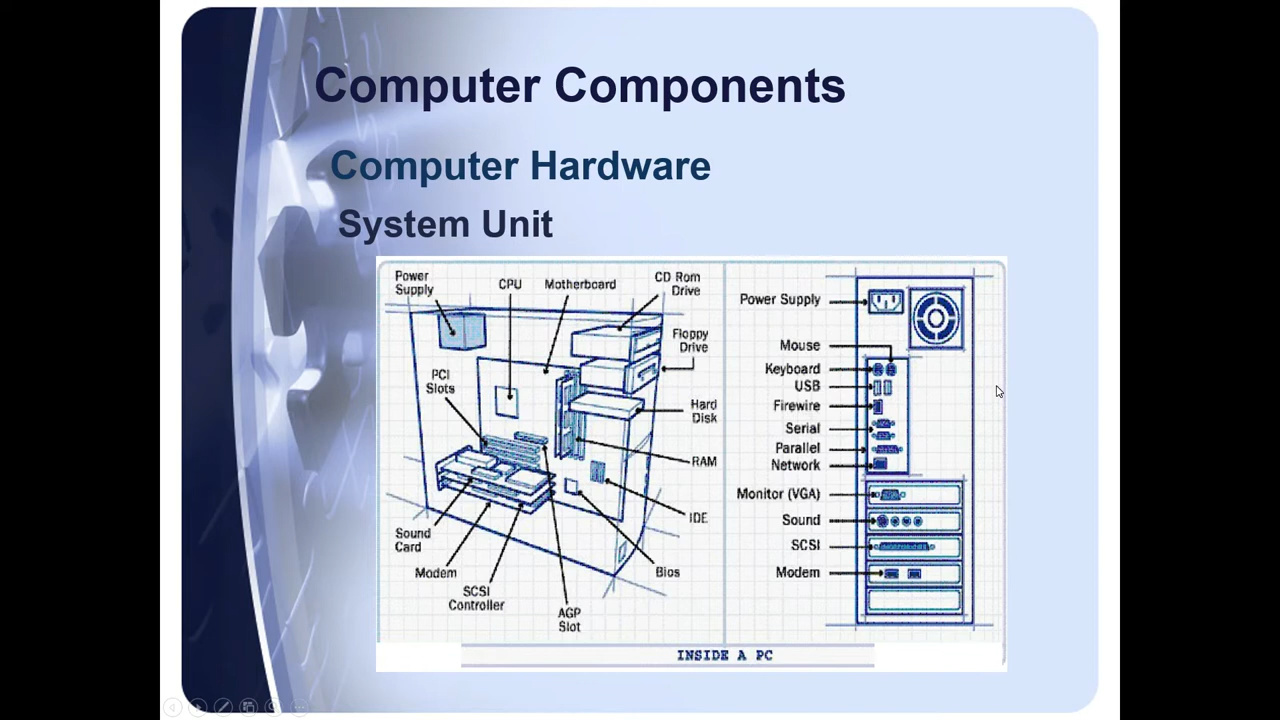 Computer Components
Computer Hardware
System Unit
Power
Supply
CPU
Motherboard
CD Rom
Drive
Floppy
Drive
PCI
Slots
Hard
Disk
RAM
IDE
Sound
Card
Modem
SCSI
Controller
AGP
Slot
Bios
Power Supply
Mouse
Keyboard
USB
Firewire
Serial
Parallel
Network
Monitor (VGA)
Sound
SCSI
Modem
INSIDE A PC